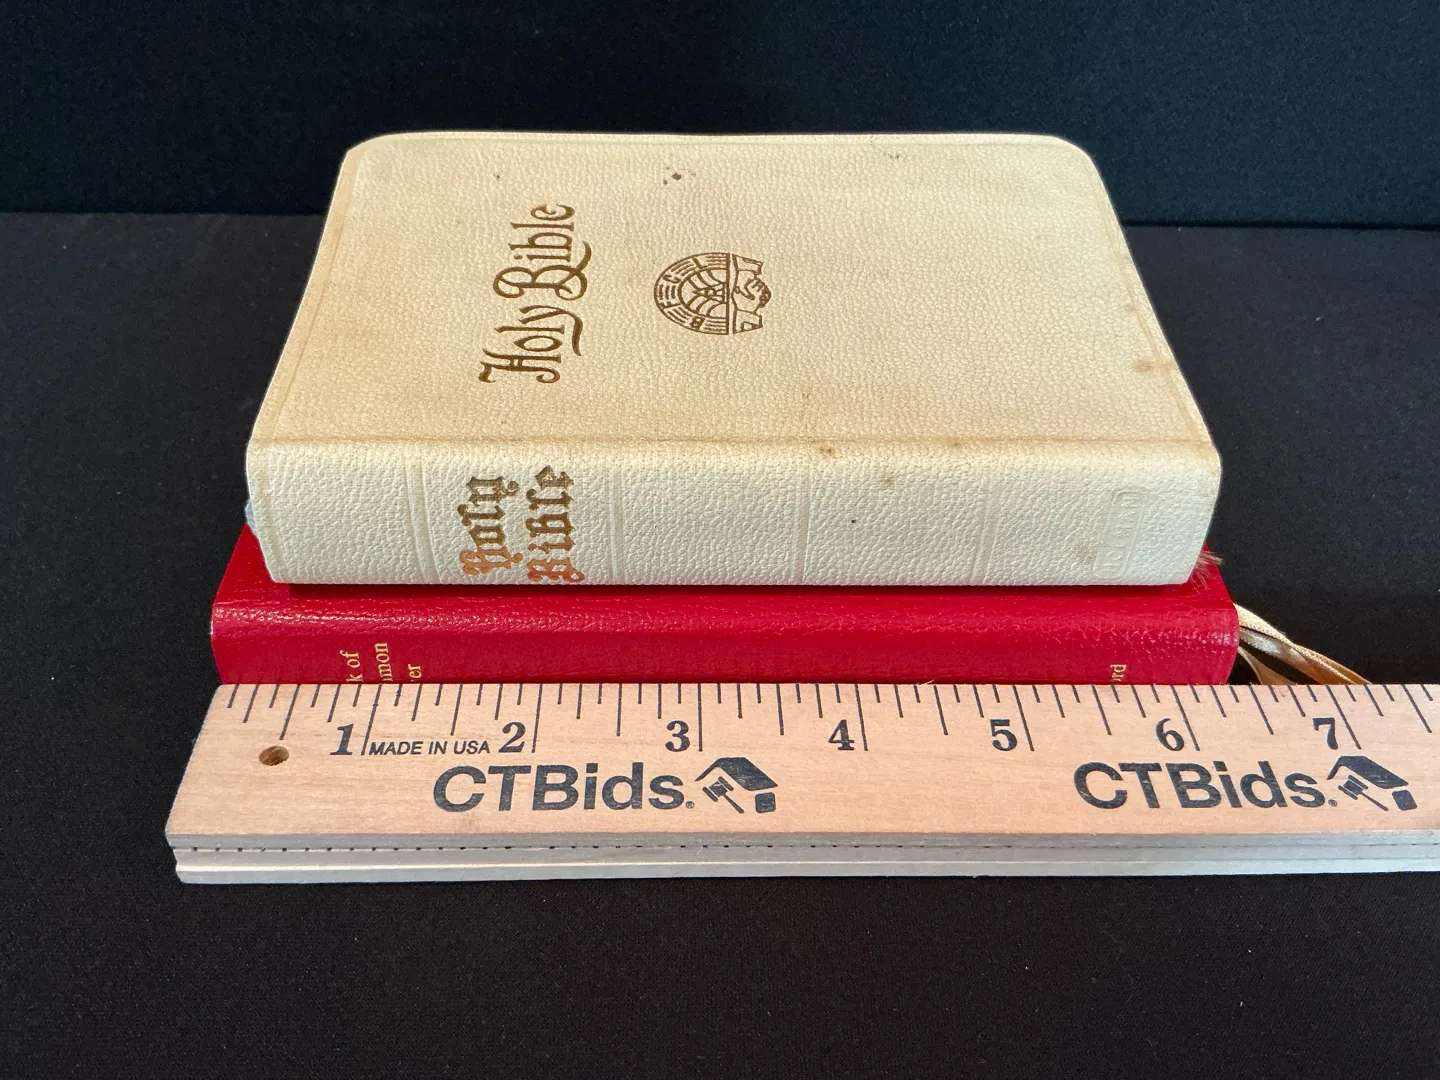 Holy Bible
B F C L
Holy
Bible
k of
mon
er
rd
1 MADE IN USA 2 3 4 5 6 7
CTBids. CTBids.